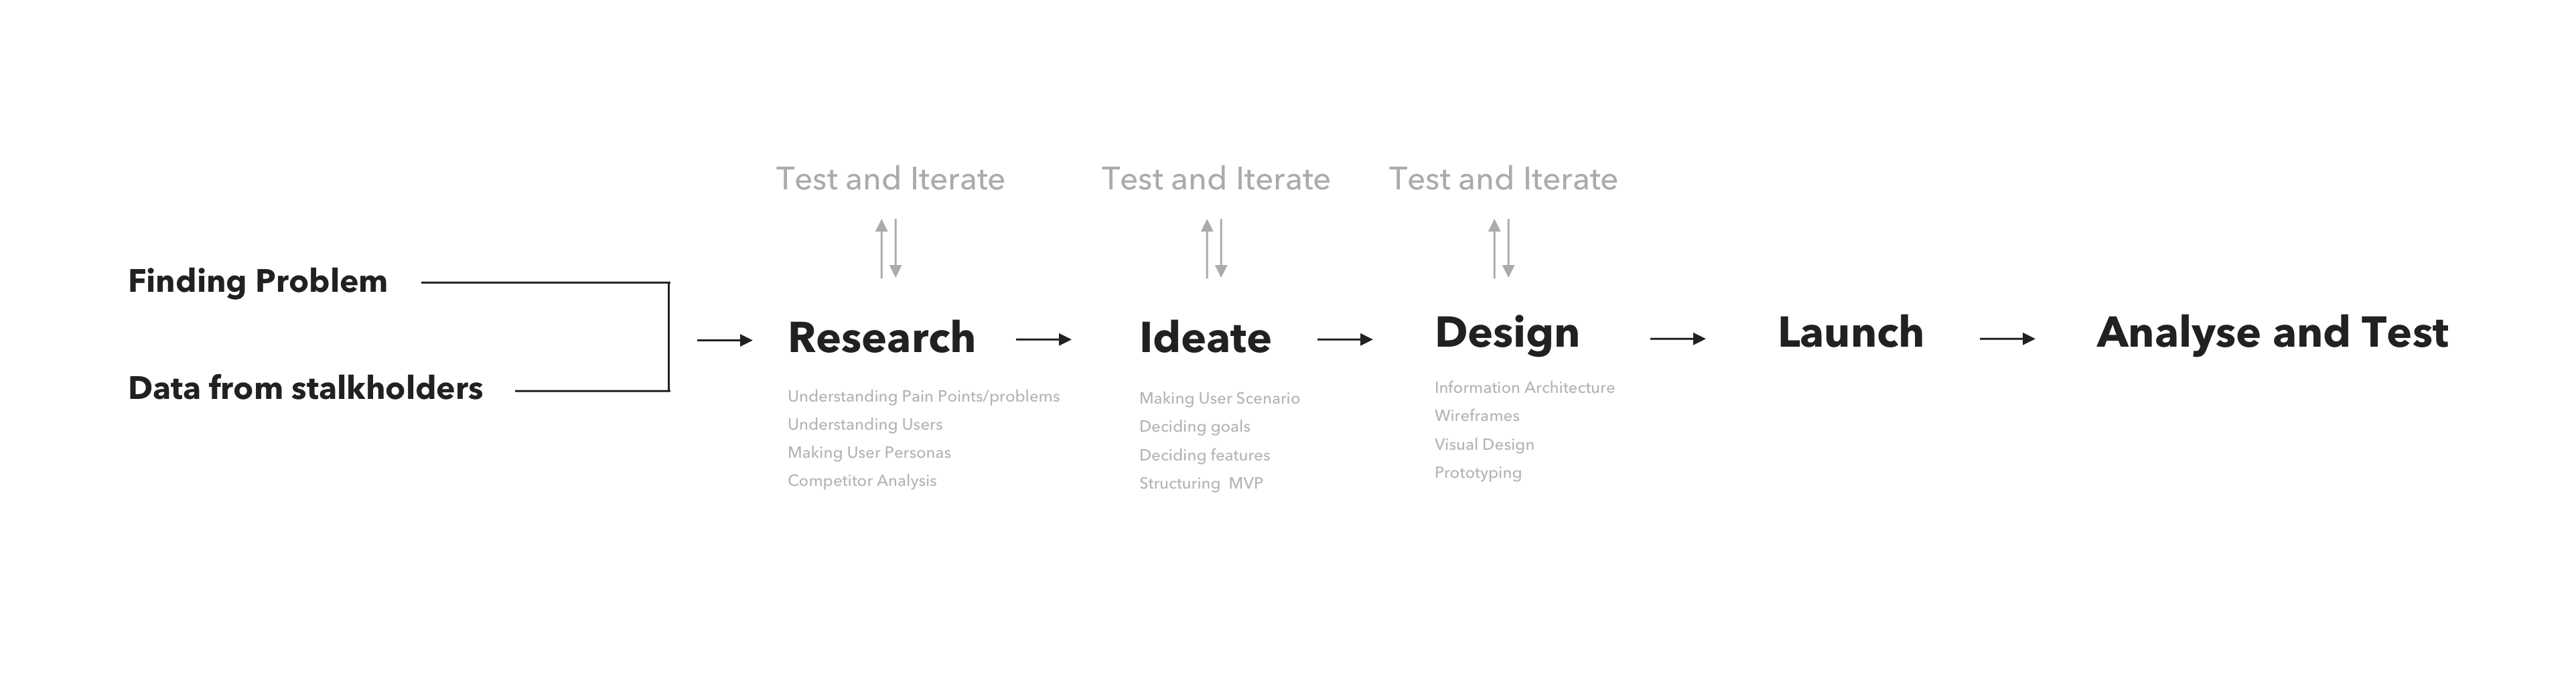 Test and Iterate
Test and Iterate
Test and Iterate
Finding Problem
Data from stalkholders
Research
Understanding Pain Points/problems
Understanding Users
Making User Personas
Competitor Analysis
Ideate
Making User Scenario
Deciding goals
Deciding features
Structuring MVP
Design
Information Architecture
Wireframes
Visual Design
Prototyping
Launch
Analyse and Test